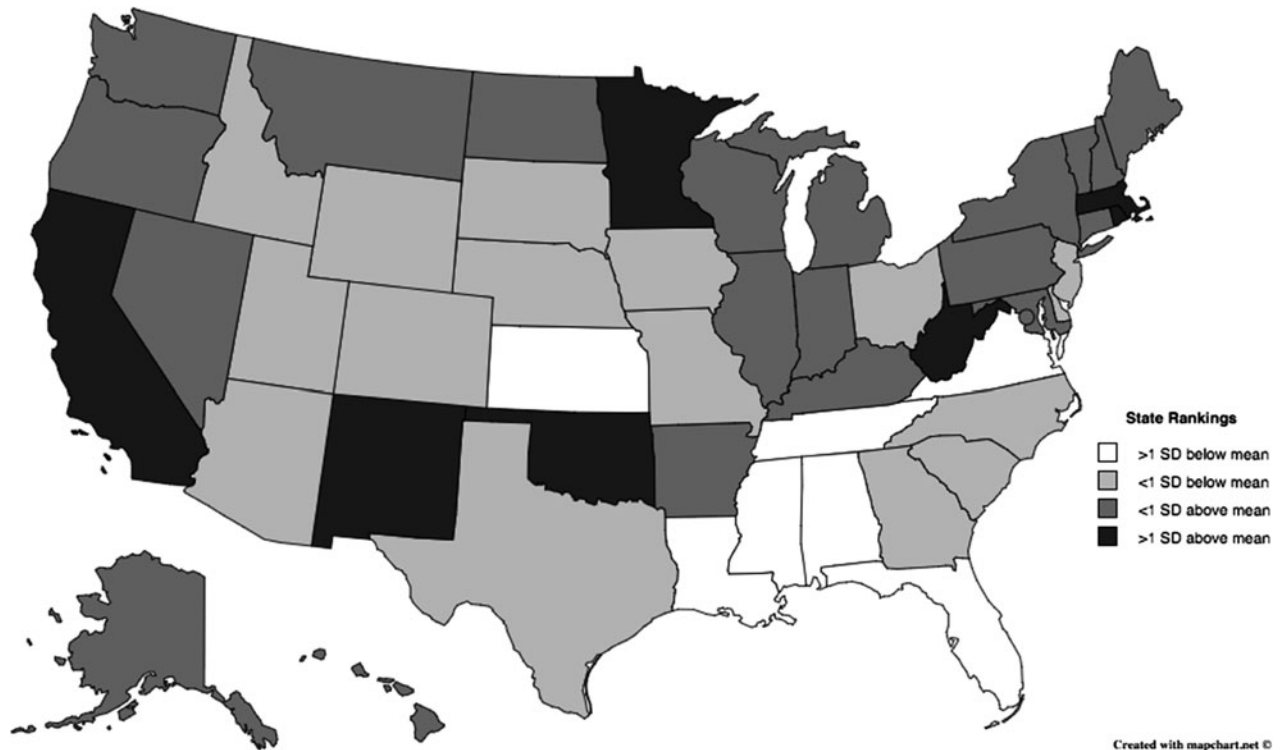 State Rankings
>1 SD below mean
<1 SD below mean
<1 SD above mean
>1 SD above mean
Created with mapchart.net ©